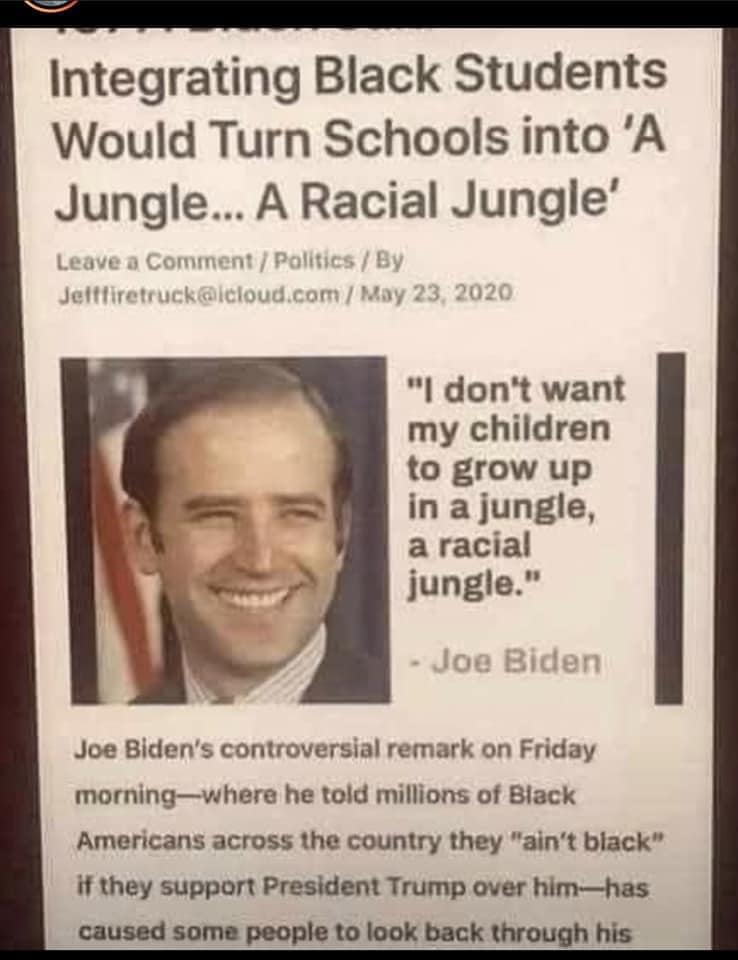 Integrating Black Students
Would Turn Schools into 'A
Jungle... A Racial Jungle'
Leave a Comment / Politics / By
Jefffiretruck@icloud.com / May 23, 2020
"I don't want
my children
to grow up
in a jungle,
a racial
jungle."
- Joe Biden
Joe Biden's controversial remark on Friday
morning—where he told millions of Black
Americans across the country they "ain't black"
if they support President Trump over him—has
caused some people to look back through his